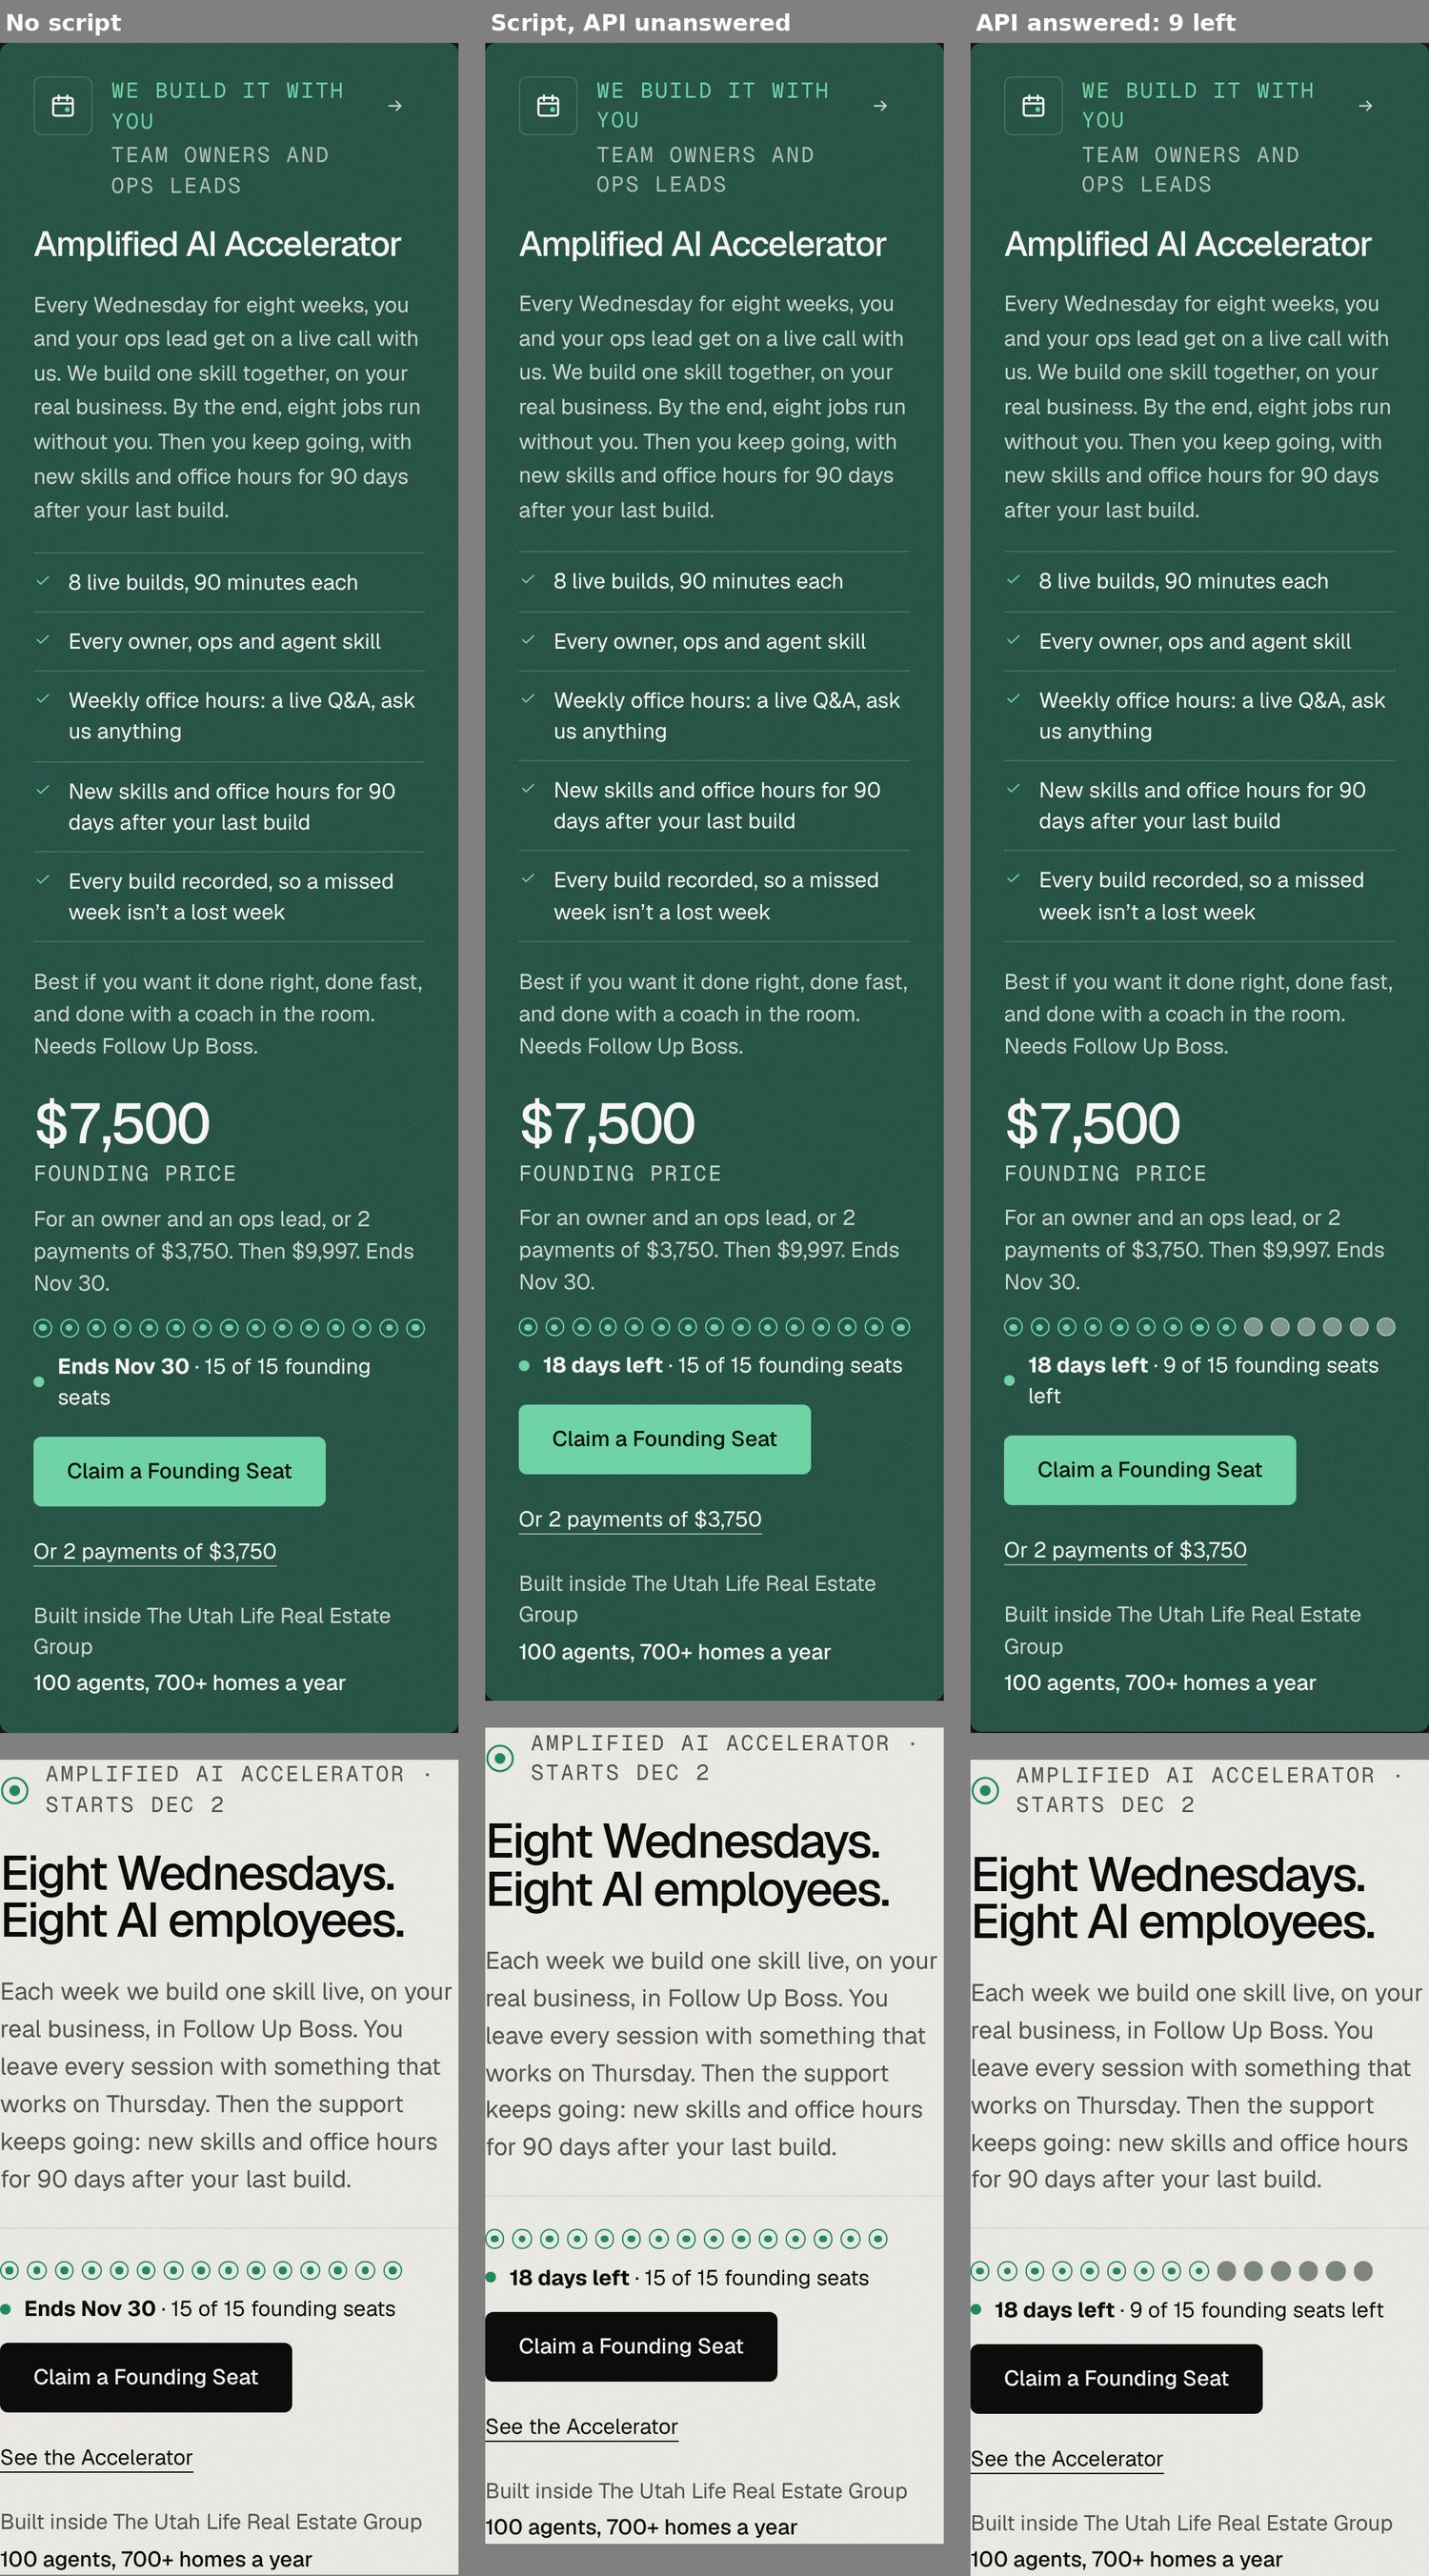 No script
WE BUILD IT WITH
YOU
→
TEAM OWNERS AND
OPS LEADS
Amplified AI Accelerator
Every Wednesday for eight weeks, you
and your ops lead get on a live call with
us. We build one skill together, on your
real business. By the end, eight jobs run
without you. Then you keep going, with
new skills and office hours for 90 days
after your last build.
8 live builds, 90 minutes each
Every owner, ops and agent skill
Weekly office hours: a live Q&A, ask
us anything
New skills and office hours for 90
days after your last build
Every build recorded, so a missed
week isn’t a lost week
Best if you want it done right, done fast,
and done with a coach in the room.
Needs Follow Up Boss.
$7,500
FOUNDING PRICE
For an owner and an ops lead, or 2
payments of $3,750. Then $9,997. Ends
Nov 30.
Ends Nov 30 · 15 of 15 founding
seats
Claim a Founding Seat
Or 2 payments of $3,750
Built inside The Utah Life Real Estate
Group
100 agents, 700+ homes a year
AMPLIFIED AI ACCELERATOR ·
STARTS DEC 2
Eight Wednesdays.
Eight AI employees.
Each week we build one skill live, on your
real business, in Follow Up Boss. You
leave every session with something that
works on Thursday. Then the support
keeps going: new skills and office hours
for 90 days after your last build.
Ends Nov 30 · 15 of 15 founding seats
Claim a Founding Seat
See the Accelerator
Built inside The Utah Life Real Estate Group
100 agents, 700+ homes a year
Script, API unanswered
WE BUILD IT WITH
YOU
→
TEAM OWNERS AND
OPS LEADS
Amplified AI Accelerator
Every Wednesday for eight weeks, you
and your ops lead get on a live call with
us. We build one skill together, on your
real business. By the end, eight jobs run
without you. Then you keep going, with
new skills and office hours for 90 days
after your last build.
8 live builds, 90 minutes each
Every owner, ops and agent skill
Weekly office hours: a live Q&A, ask
us anything
New skills and office hours for 90
days after your last build
Every build recorded, so a missed
week isn’t a lost week
Best if you want it done right, done fast,
and done with a coach in the room.
Needs Follow Up Boss.
$7,500
FOUNDING PRICE
For an owner and an ops lead, or 2
payments of $3,750. Then $9,997. Ends
Nov 30.
18 days left · 15 of 15 founding seats
Claim a Founding Seat
Or 2 payments of $3,750
Built inside The Utah Life Real Estate
Group
100 agents, 700+ homes a year
AMPLIFIED AI ACCELERATOR ·
STARTS DEC 2
Eight Wednesdays.
Eight AI employees.
Each week we build one skill live, on your
real business, in Follow Up Boss. You
leave every session with something that
works on Thursday. Then the support
keeps going: new skills and office hours
for 90 days after your last build.
18 days left · 15 of 15 founding seats
Claim a Founding Seat
See the Accelerator
Built inside The Utah Life Real Estate Group
100 agents, 700+ homes a year
API answered: 9 left
WE BUILD IT WITH
YOU
→
TEAM OWNERS AND
OPS LEADS
Amplified AI Accelerator
Every Wednesday for eight weeks, you
and your ops lead get on a live call with
us. We build one skill together, on your
real business. By the end, eight jobs run
without you. Then you keep going, with
new skills and office hours for 90 days
after your last build.
8 live builds, 90 minutes each
Every owner, ops and agent skill
Weekly office hours: a live Q&A, ask
us anything
New skills and office hours for 90
days after your last build
Every build recorded, so a missed
week isn’t a lost week
Best if you want it done right, done fast,
and done with a coach in the room.
Needs Follow Up Boss.
$7,500
FOUNDING PRICE
For an owner and an ops lead, or 2
payments of $3,750. Then $9,997. Ends
Nov 30.
18 days left · 9 of 15 founding seats
left
Claim a Founding Seat
Or 2 payments of $3,750
Built inside The Utah Life Real Estate
Group
100 agents, 700+ homes a year
AMPLIFIED AI ACCELERATOR ·
STARTS DEC 2
Eight Wednesdays.
Eight AI employees.
Each week we build one skill live, on your
real business, in Follow Up Boss. You
leave every session with something that
works on Thursday. Then the support
keeps going: new skills and office hours
for 90 days after your last build.
18 days left · 9 of 15 founding seats left
Claim a Founding Seat
See the Accelerator
Built inside The Utah Life Real Estate Group
100 agents, 700+ homes a year